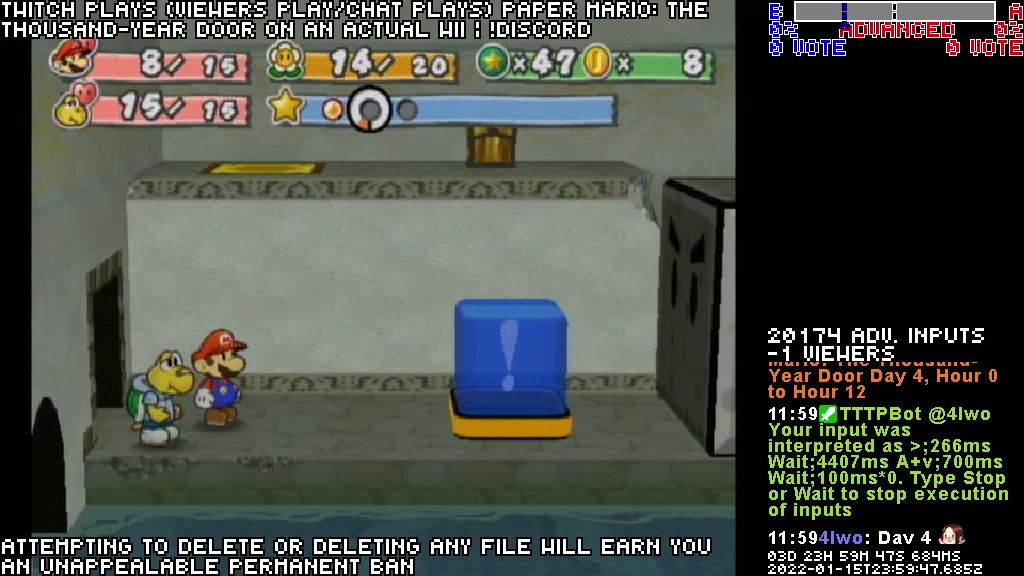 TWITCH PLAYS (VIEWERS PLAY/CHAT PLAYS) PAPER MARIO: THE
THOUSAND-YEAR DOOR ON AN ACTUAL WII | !DISCORD
B A
0% ADVANCED 0%
0 VOTE 0 VOTE
8/ 15
14/ 20
×47
× 8
15/ 15
!
20174 ADV. INPUTS
-1 VIEWERS
Mario: The Thousand-
Year Door Day 4, Hour 0
to Hour 12
11:59 TTTPBot @4lwo
Your input was
interpreted as >;266ms
Wait;4407ms A+v;700ms
Wait;100ms*0. Type Stop
or Wait to stop execution
of inputs
11:59 4lwo: Day 4
03D 23H 59M 47S 684MS
2022-01-15T23:59:47.685Z
ATTEMPTING TO DELETE OR DELETING ANY FILE WILL EARN YOU
AN UNAPPEALABLE PERMANENT BAN